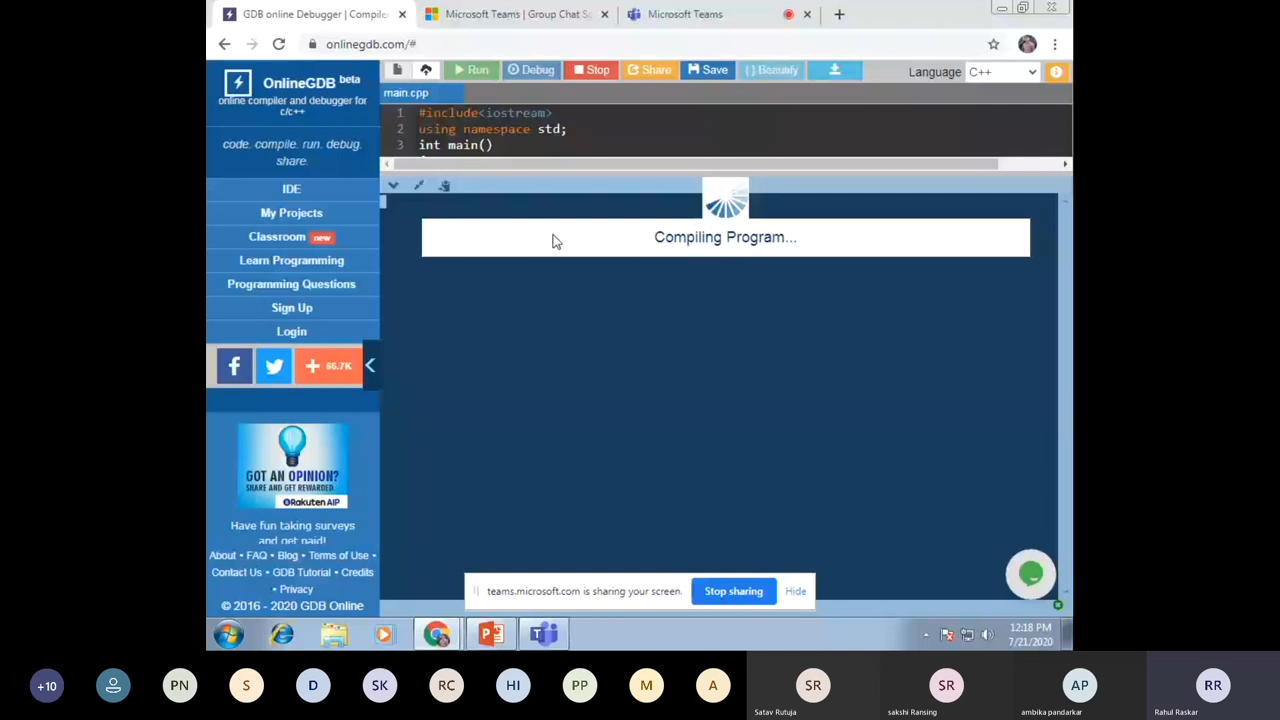 GDB online Debugger | Compiler
Microsoft Teams | Group Chat So
Microsoft Teams
onlinegdb.com/#
OnlineGDB beta
online compiler and debugger for
c/c++
code. compile. run. debug.
share.
IDE
My Projects
Classroom new
Learn Programming
Programming Questions
Sign Up
Login
f
+ 66.7K
GOT AN OPINION?
SHARE AND GET REWARDED.
Rakuten AIP
Have fun taking surveys
and get paid!
About • FAQ • Blog • Terms of Use •
Contact Us • GDB Tutorial • Credits
• Privacy
© 2016 - 2020 GDB Online
Run Debug Stop Share Save {} Beautify
Language C++
main.cpp
1 #include<iostream>
2 using namespace std;
3 int main()
Compiling Program...
teams.microsoft.com is sharing your screen. Stop sharing Hide
12:18 PM
7/21/2020
+10 PN S D SK RC HI PP M A SR SR AP RR
Satav Rutuja sakshi Ransing ambika pandarkar Rahul Raskar